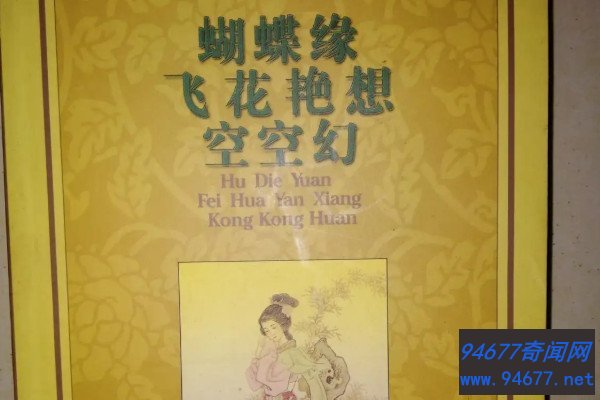 蝴蝶缘
飞花艳想
空空幻
Hu Die Yuan
Fei Hua Yan Xiang
Kong Kong Huan
94677奇闻网
www.94677.net